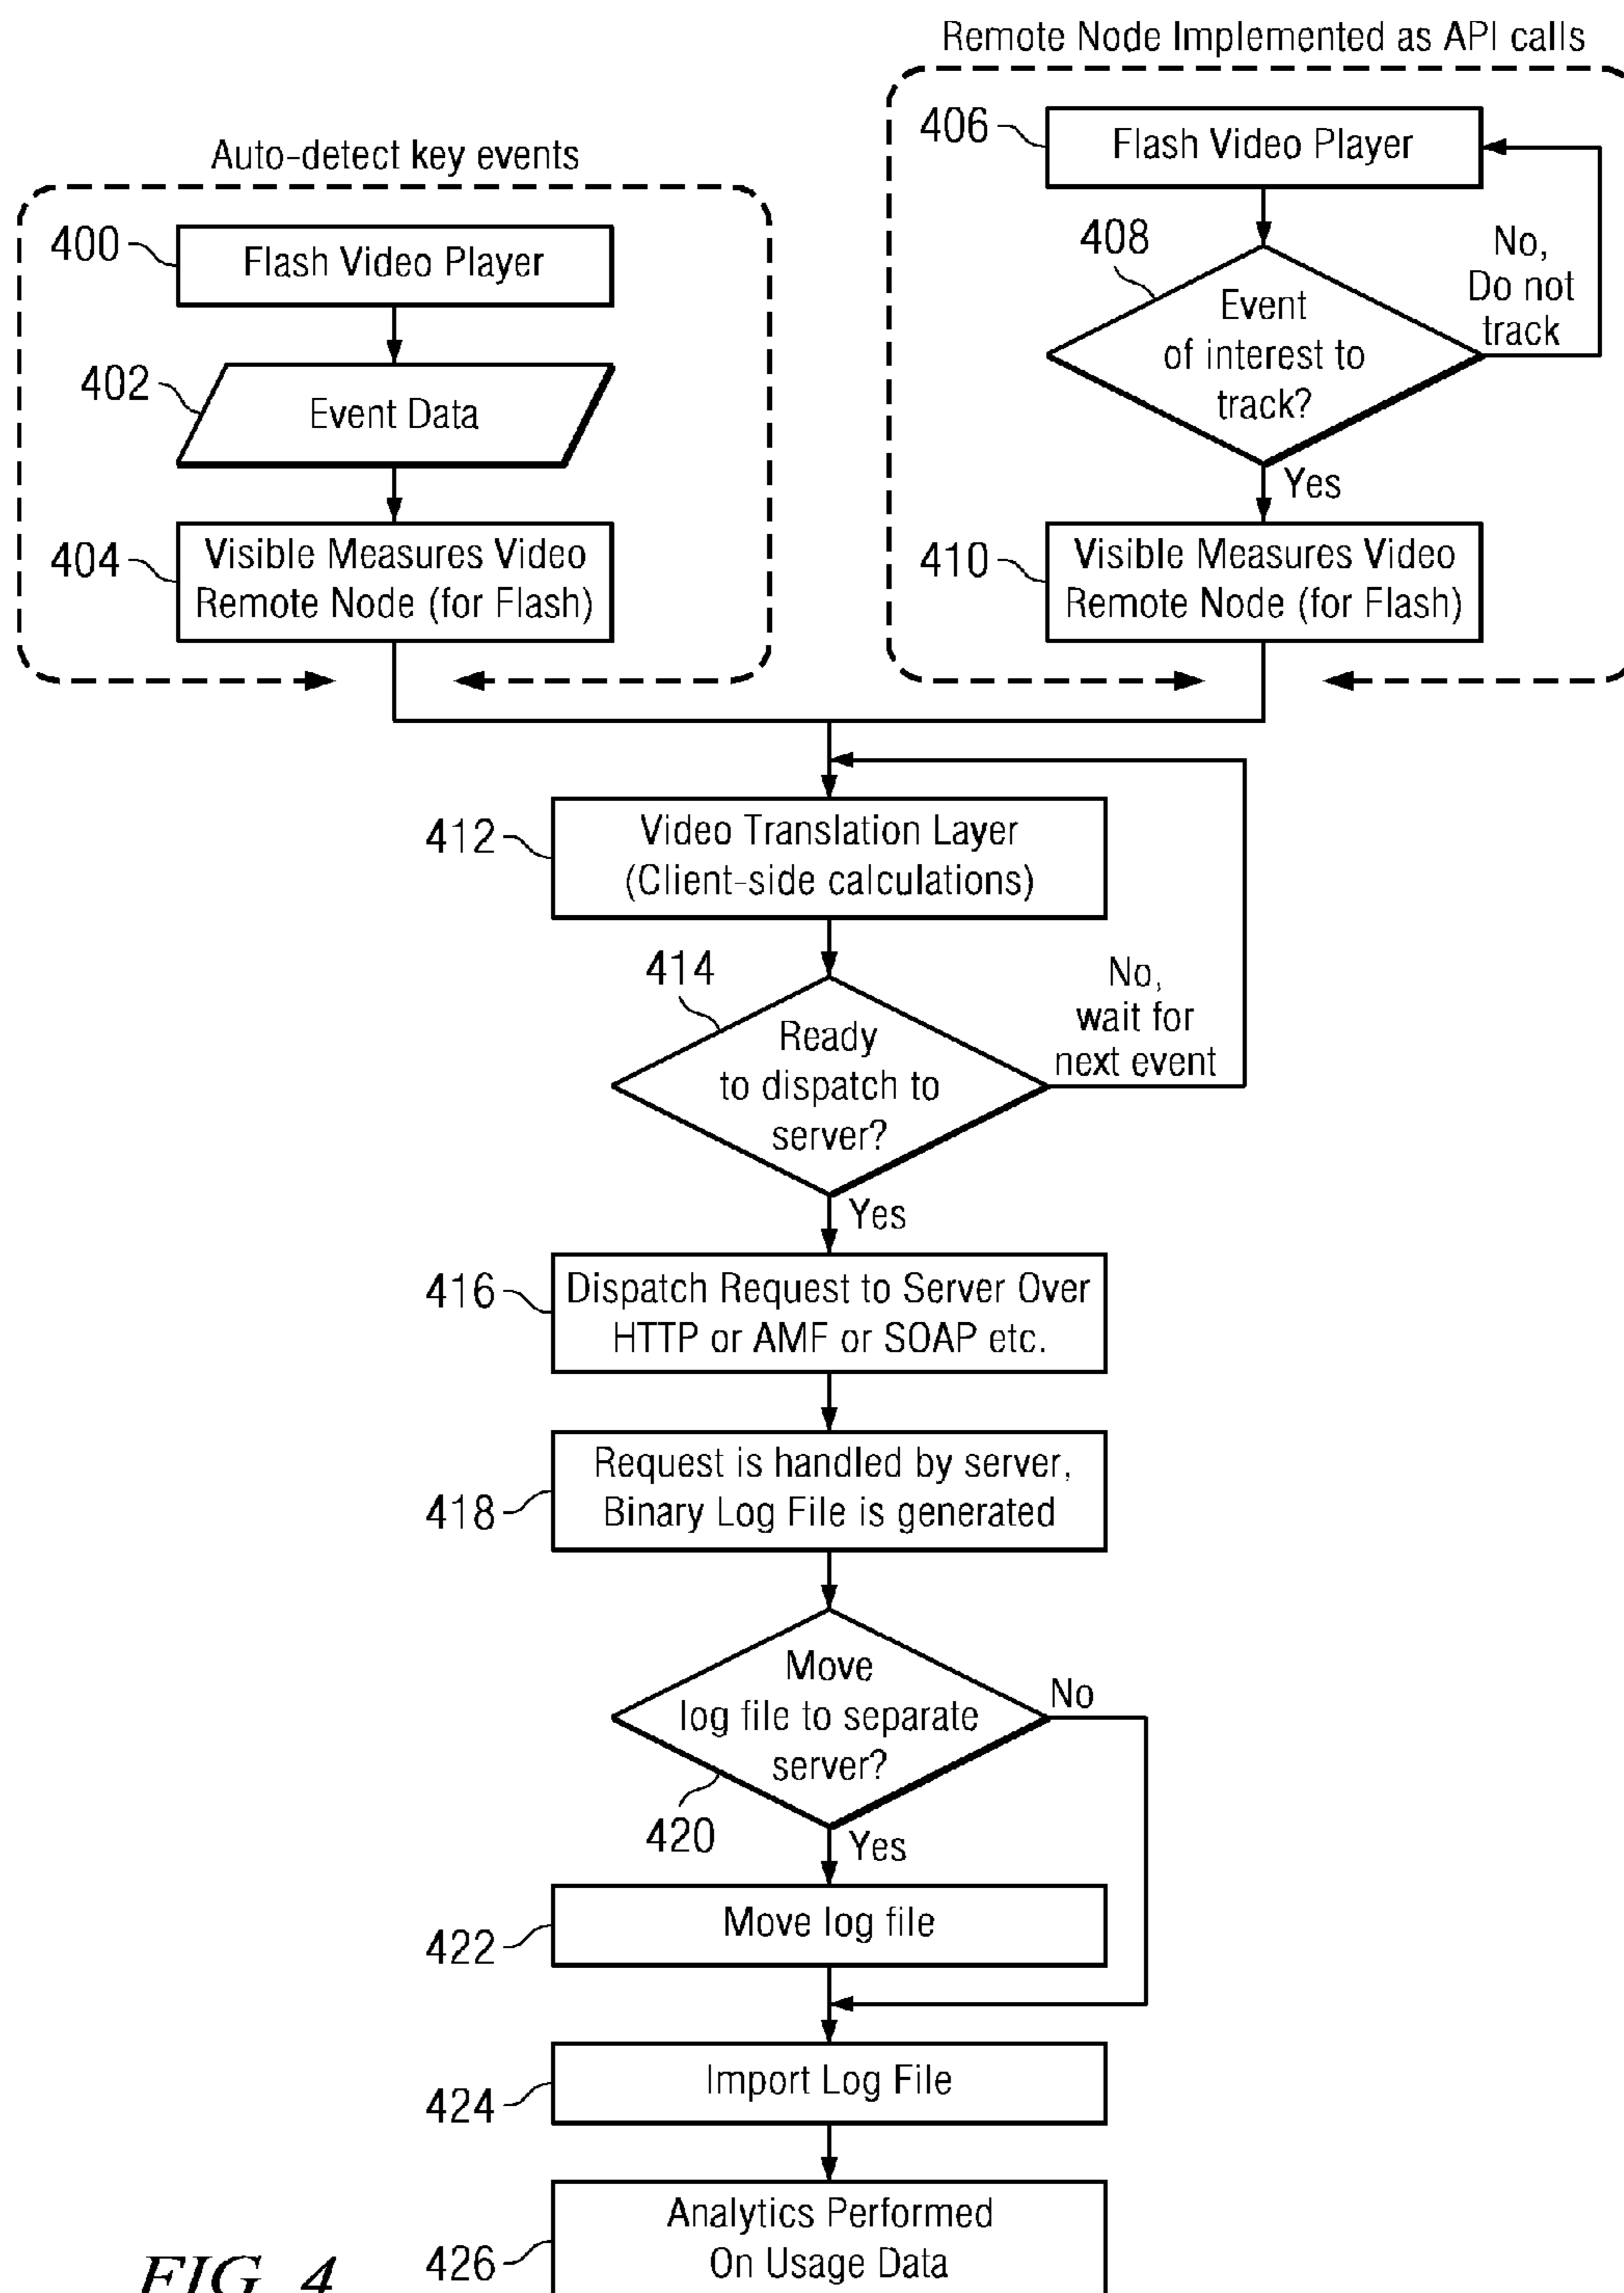 Remote Node Implemented as API calls
406
Flash Video Player
Auto-detect key events
400
Flash Video Player
408
Event
of interest to
track?
No,
Do not
track
402
Event Data
Yes
404
Visible Measures Video
Remote Node (for Flash)
410
Visible Measures Video
Remote Node (for Flash)
412
Video Translation Layer
(Client-side calculations)
414
Ready
to dispatch to
server?
No,
wait for
next event
Yes
416
Dispatch Request to Server Over
HTTP or AMF or SOAP etc.
418
Request is handled by server,
Binary Log File is generated
Move
log file to separate
server?
No
420
Yes
422
Move log file
424
Import Log File
426
Analytics Performed
On Usage Data
FIG. 4